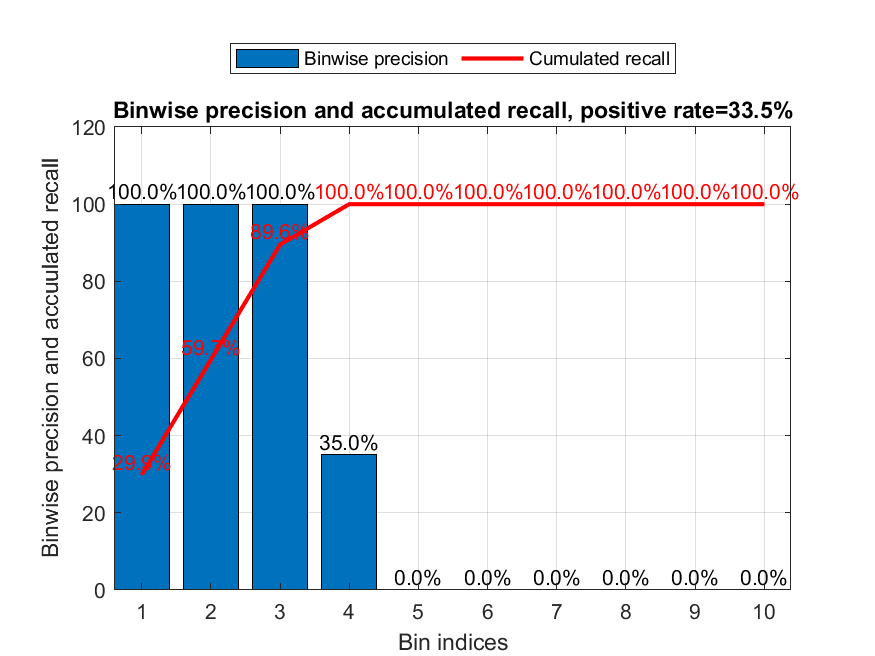 Binwise precision Cumulated recall
Binwise precision and accumulated recall, positive rate=33.5%
Binwise precision and accuulated recall
120
100
80
60
40
20
0
100.0% 100.0% 100.0% 100.0% 100.0% 100.0% 100.0% 100.0% 100.0% 100.0%
89.6%
59.7%
35.0%
29.9%
0.0% 0.0% 0.0% 0.0% 0.0% 0.0%
1 2 3 4 5 6 7 8 9 10
Bin indices